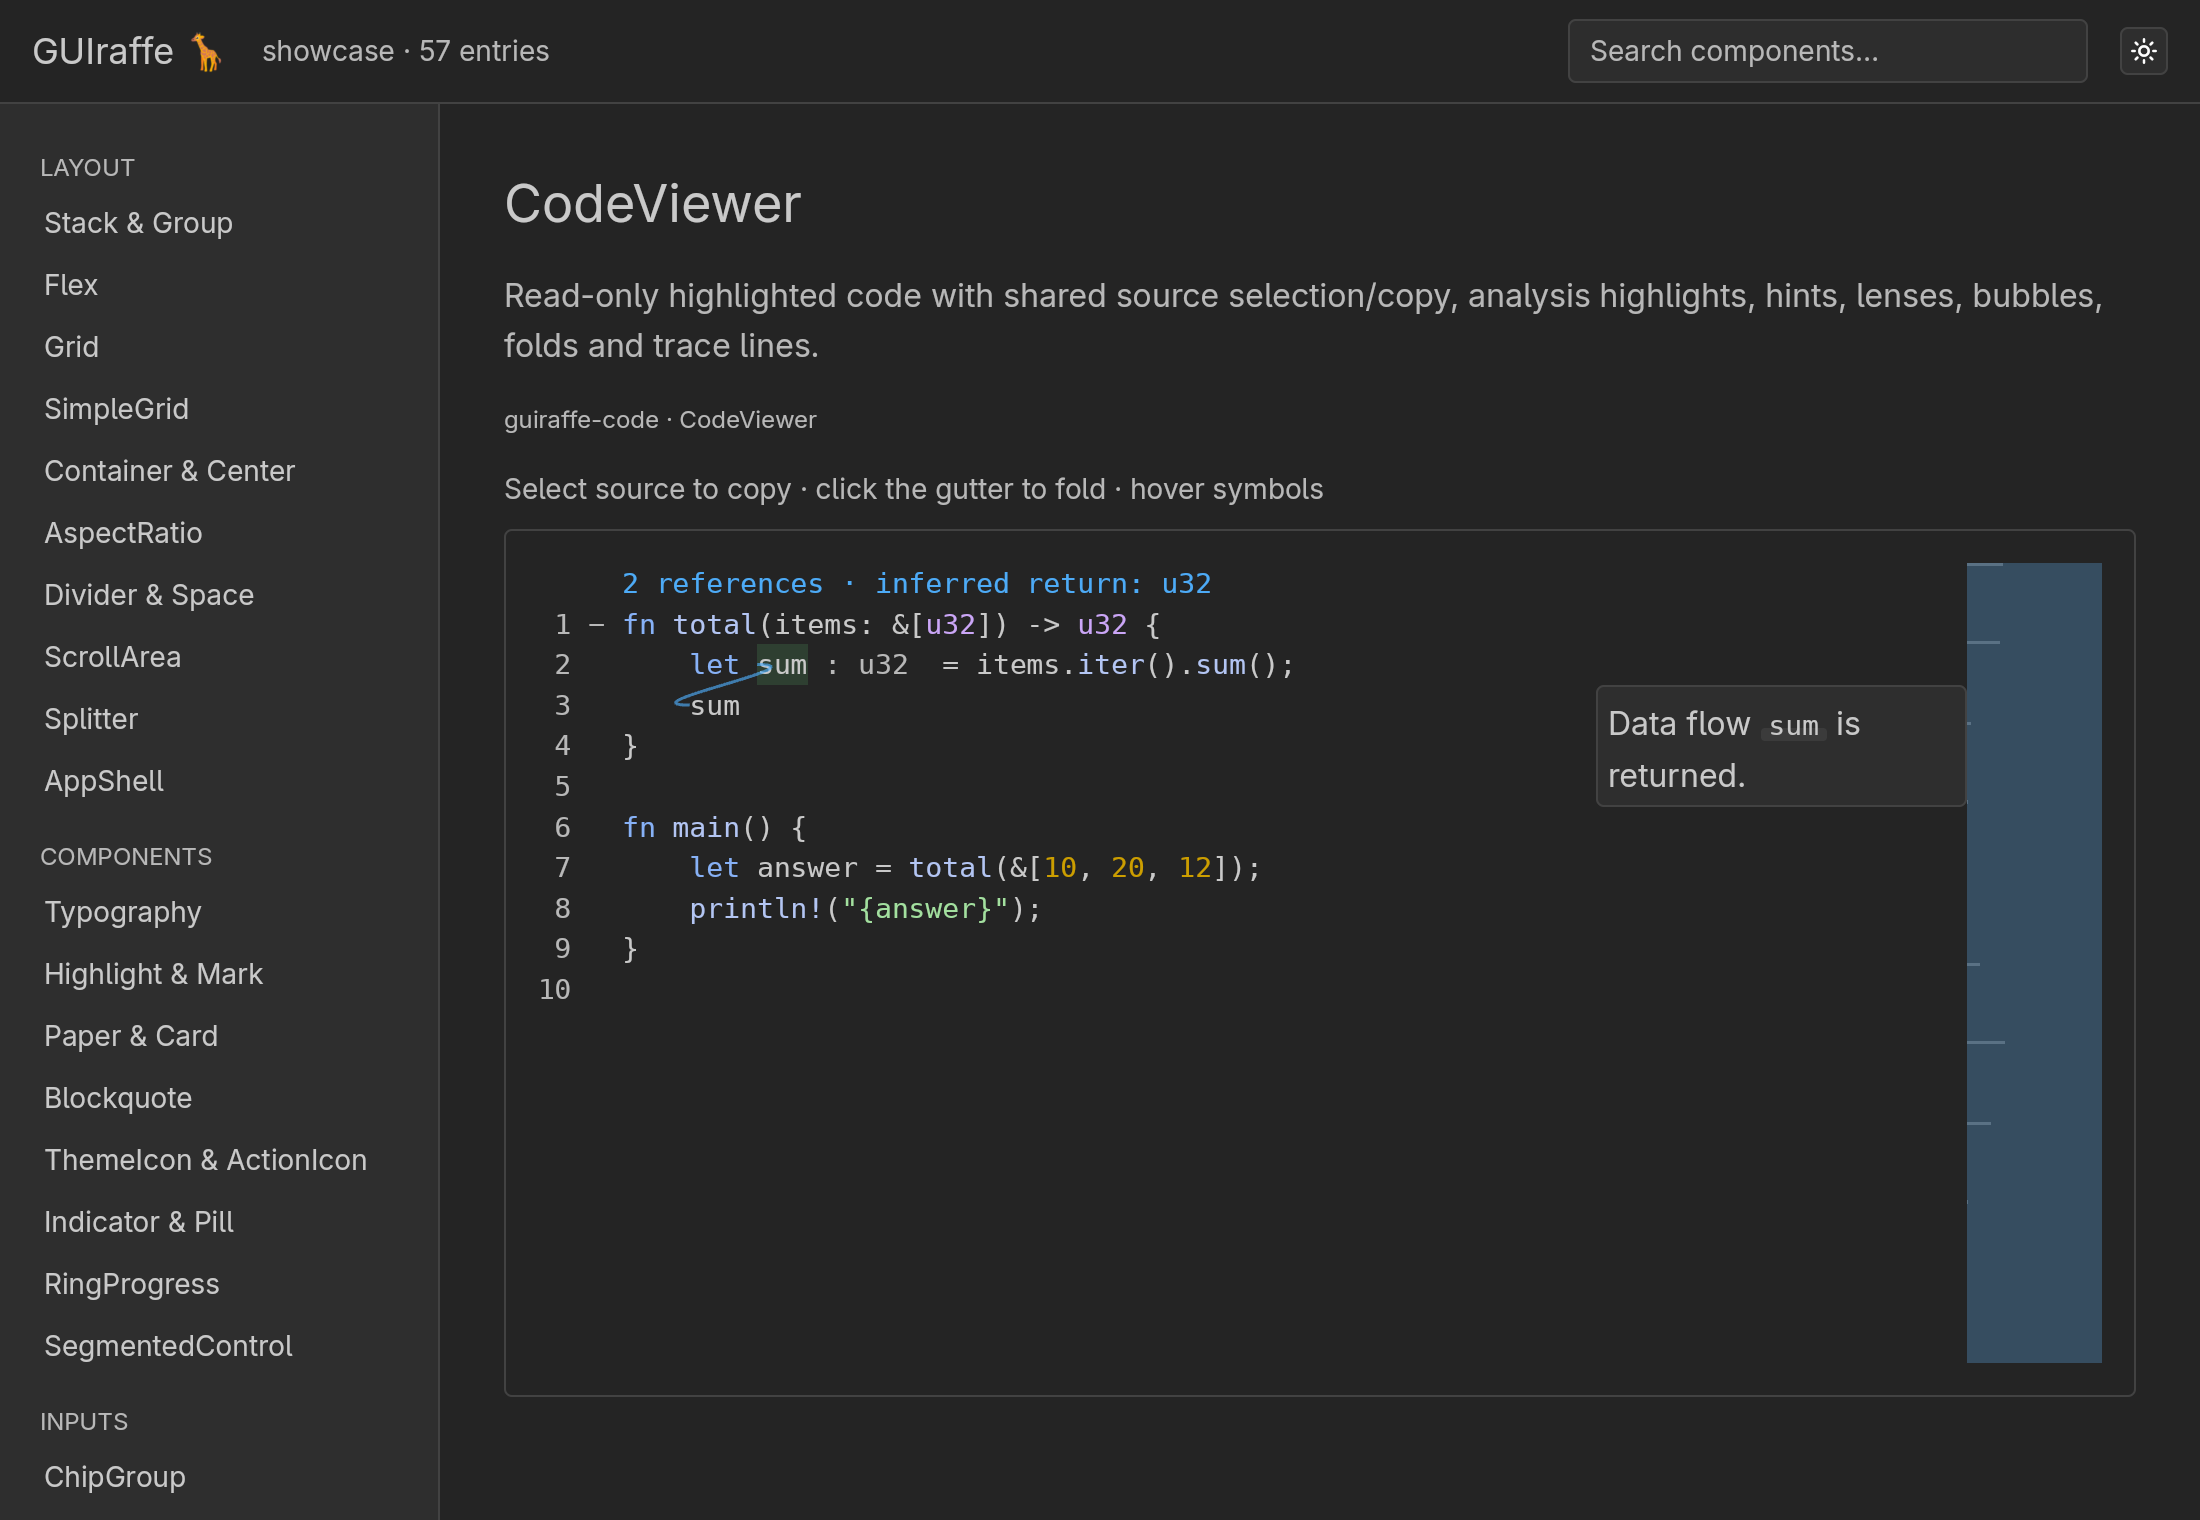 GUIraffe 🦒 showcase · 57 entries
Search components...
LAYOUT
Stack & Group
Flex
Grid
SimpleGrid
Container & Center
AspectRatio
Divider & Space
ScrollArea
Splitter
AppShell
COMPONENTS
Typography
Highlight & Mark
Paper & Card
Blockquote
ThemeIcon & ActionIcon
Indicator & Pill
RingProgress
SegmentedControl
INPUTS
ChipGroup
CodeViewer
Read-only highlighted code with shared source selection/copy, analysis highlights, hints, lenses, bubbles,
folds and trace lines.
guiraffe-code · CodeViewer
Select source to copy · click the gutter to fold · hover symbols
2 references · inferred return: u32
1 − fn total(items: &[u32]) -> u32 {
2     let sum : u32  = items.iter().sum();
3     sum
4 }
5
6 fn main() {
7     let answer = total(&[10, 20, 12]);
8     println!("{answer}");
9 }
10
Data flow sum is
returned.